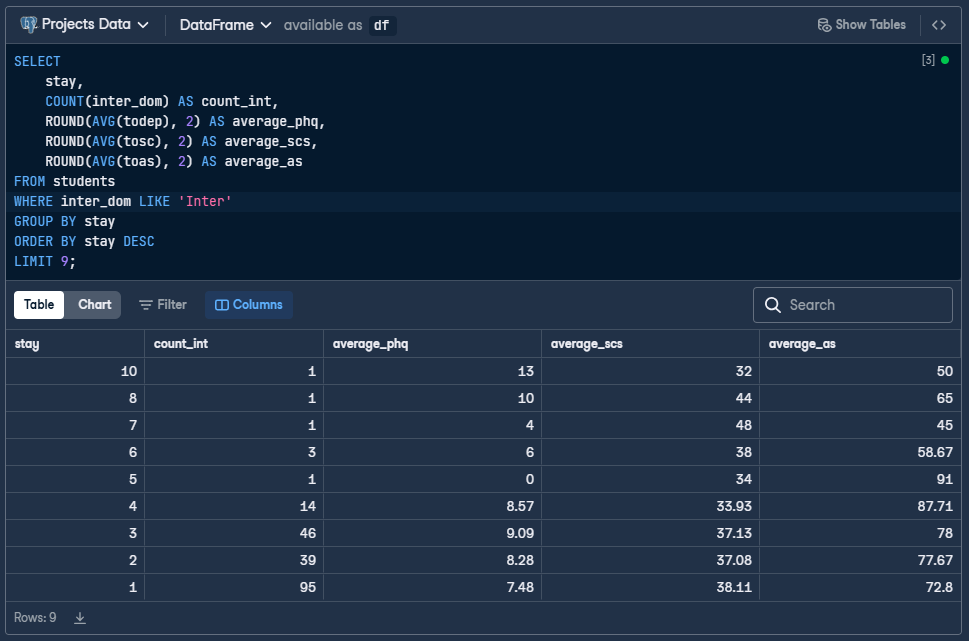 Projects Data DataFrame available as df Show Tables <>
[3]
SELECT
    stay,
    COUNT(inter_dom) AS count_int,
    ROUND(AVG(todep), 2) AS average_phq,
    ROUND(AVG(tosc), 2) AS average_scs,
    ROUND(AVG(toas), 2) AS average_as
FROM students
WHERE inter_dom LIKE 'Inter'
GROUP BY stay
ORDER BY stay DESC
LIMIT 9;
Table Chart Filter Columns Search
stay count_int average_phq average_scs average_as
10 1 13 32 50
8 1 10 44 65
7 1 4 48 45
6 3 6 38 58.67
5 1 0 34 91
4 14 8.57 33.93 87.71
3 46 9.09 37.13 78
2 39 8.28 37.08 77.67
1 95 7.48 38.11 72.8
Rows: 9